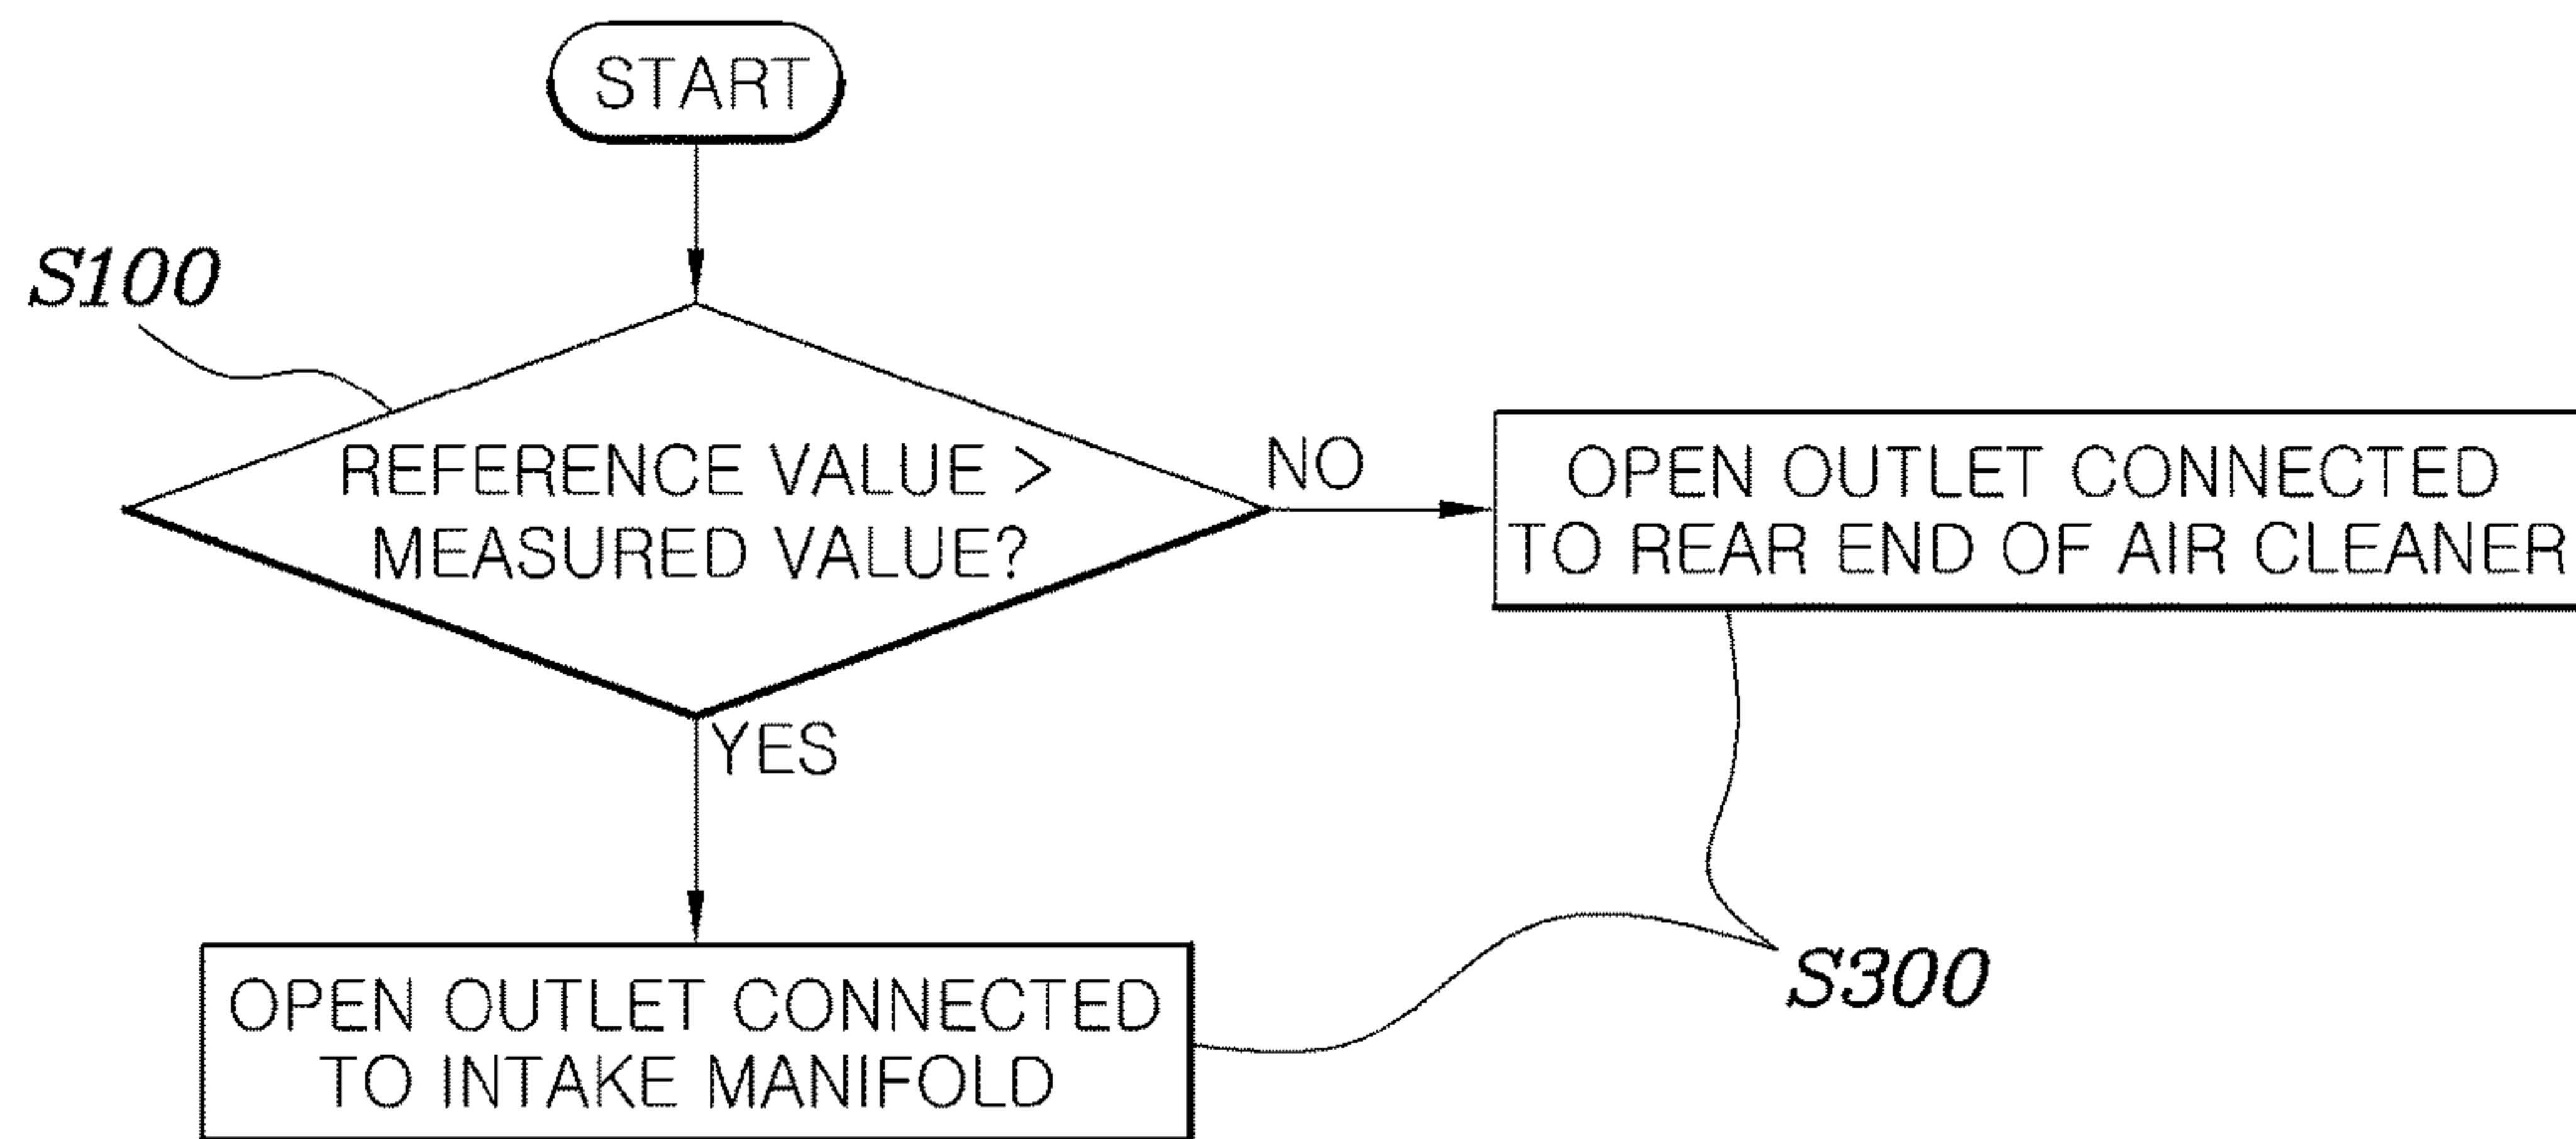 START
S100
REFERENCE VALUE >
MEASURED VALUE?
NO
OPEN OUTLET CONNECTED
TO REAR END OF AIR CLEANER
YES
OPEN OUTLET CONNECTED
TO INTAKE MANIFOLD
S300